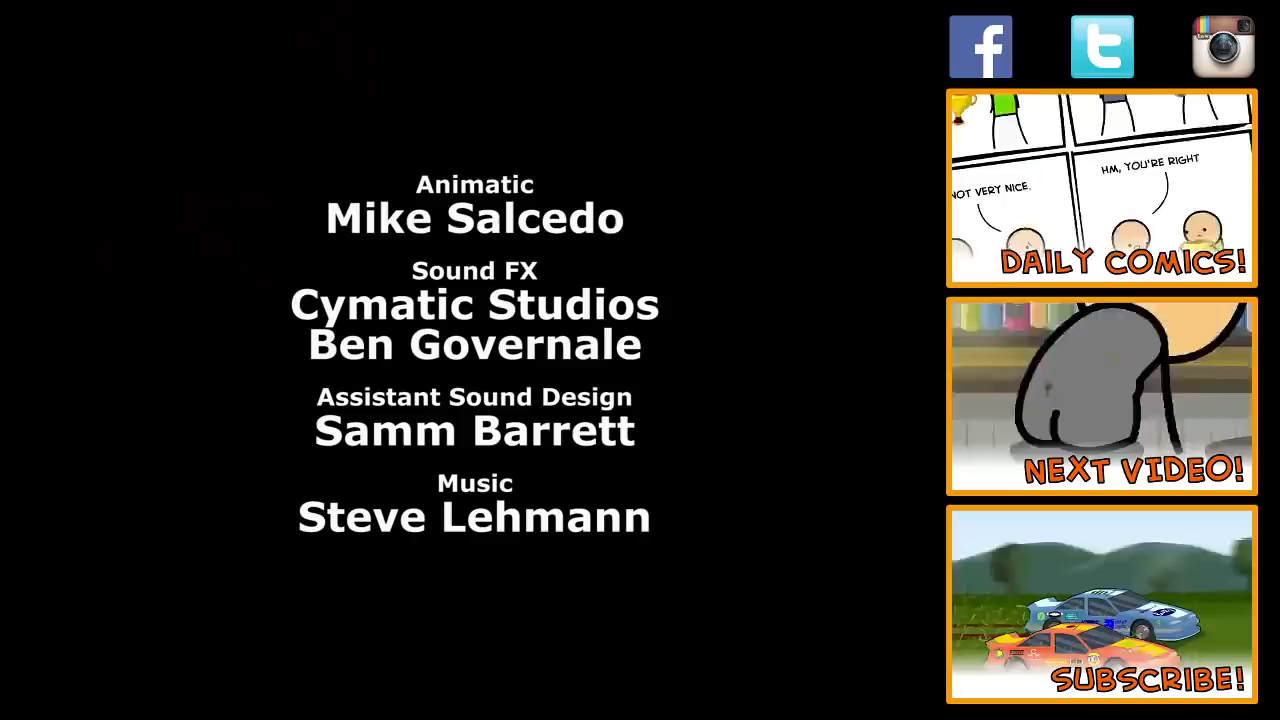 Animatic
Mike Salcedo
Sound FX
Cymatic Studios
Ben Governale
Assistant Sound Design
Samm Barrett
Music
Steve Lehmann
NOT VERY NICE.
HM, YOU'RE RIGHT
DAILY COMICS!
NEXT VIDEO!
SUBSCRIBE!